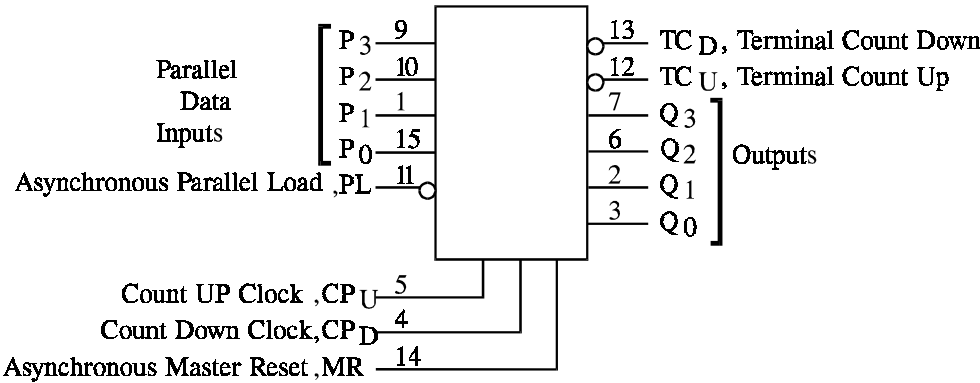 P3 9
P2 10
P1 1
P0 15
Parallel
Data
Inputs
Asynchronous Parallel Load ,PL 11
13 TC D, Terminal Count Down
12 TC U, Terminal Count Up
7 Q3
6 Q2
2 Q1
3 Q0
Outputs
Count UP Clock ,CPU 5
Count Down Clock,CPD 4
Asynchronous Master Reset ,MR 14